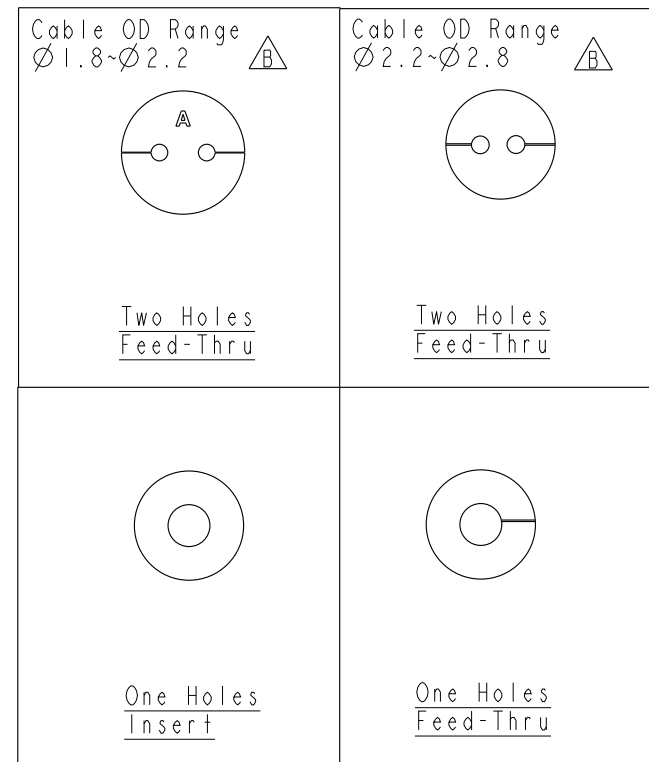 Cable OD Range
Ø1.8~Ø2.2 B
A
Two Holes
Feed-Thru
Cable OD Range
Ø2.2~Ø2.8 B
Two Holes
Feed-Thru
One Holes
Insert
One Holes
Feed-Thru